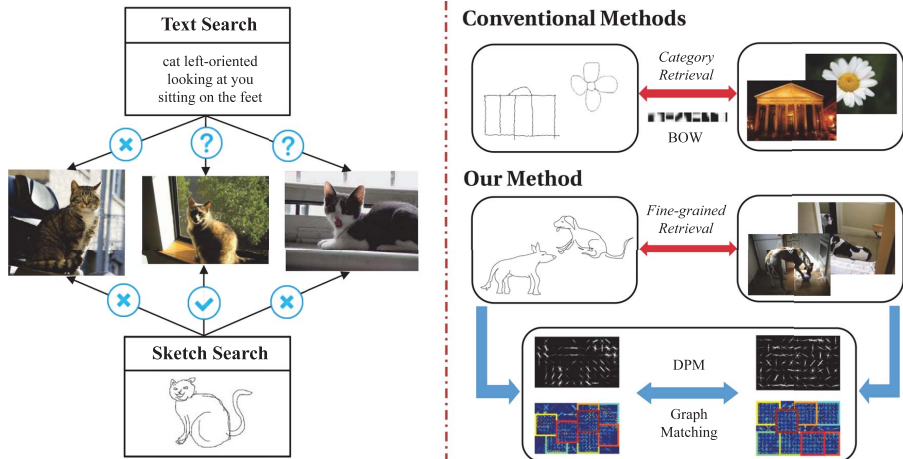 Text Search
cat left-oriented
looking at you
sitting on the feet
?
?
Sketch Search
Conventional Methods
Category
Retrieval
BOW
Our Method
Fine-grained
Retrieval
DPM
Graph
Matching